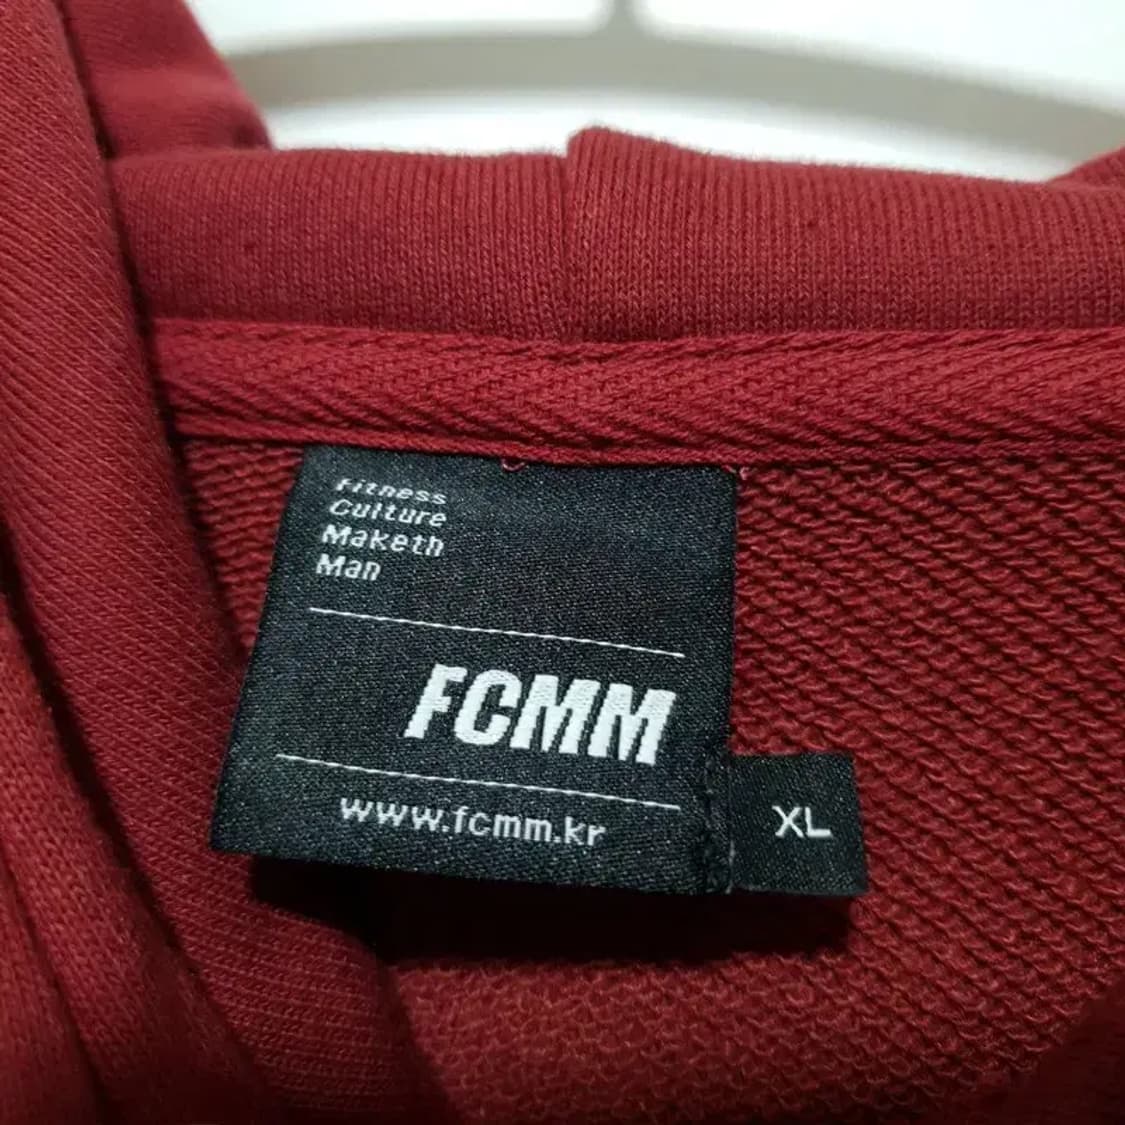 Fitness
Culture
Maketh
Man
FCMM
www.fcmm.kr
XL